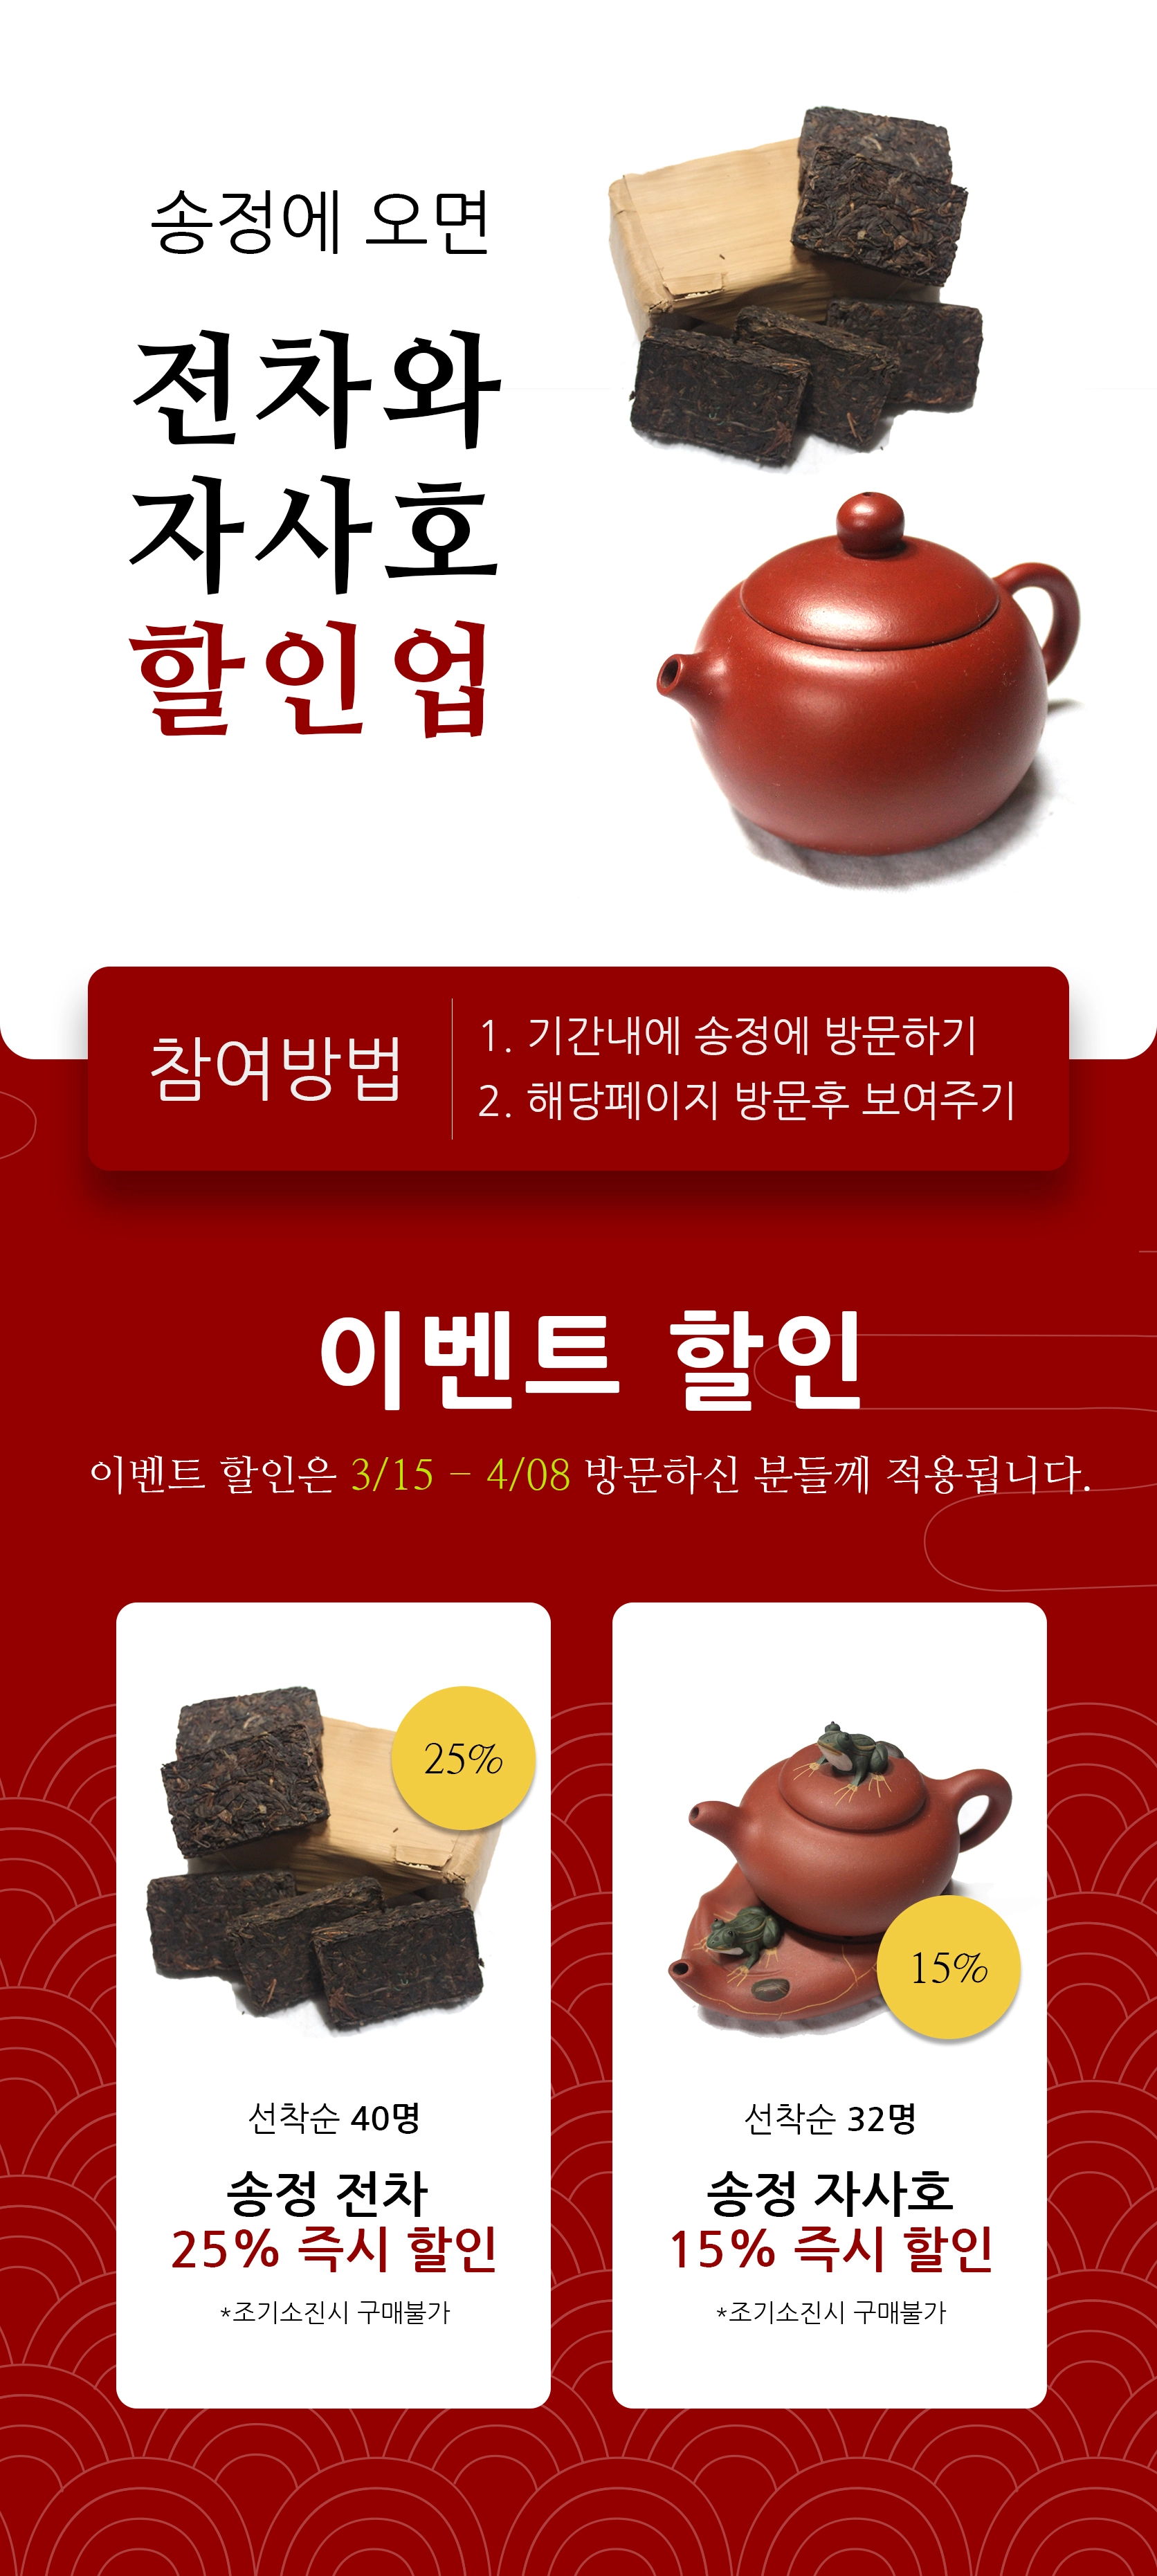 송정에 오면
전차와
자사호
할인업
참여방법
1. 기간내에 송정에 방문하기
2. 해당페이지 방문후 보여주기
이벤트 할인
이벤트 할인은 3/15 - 4/08 방문하신 분들께 적용됩니다.
25%
선착순 40명
송정 전차
25% 즉시 할인
*조기소진시 구매불가
15%
선착순 32명
송정 자사호
15% 즉시 할인
*조기소진시 구매불가